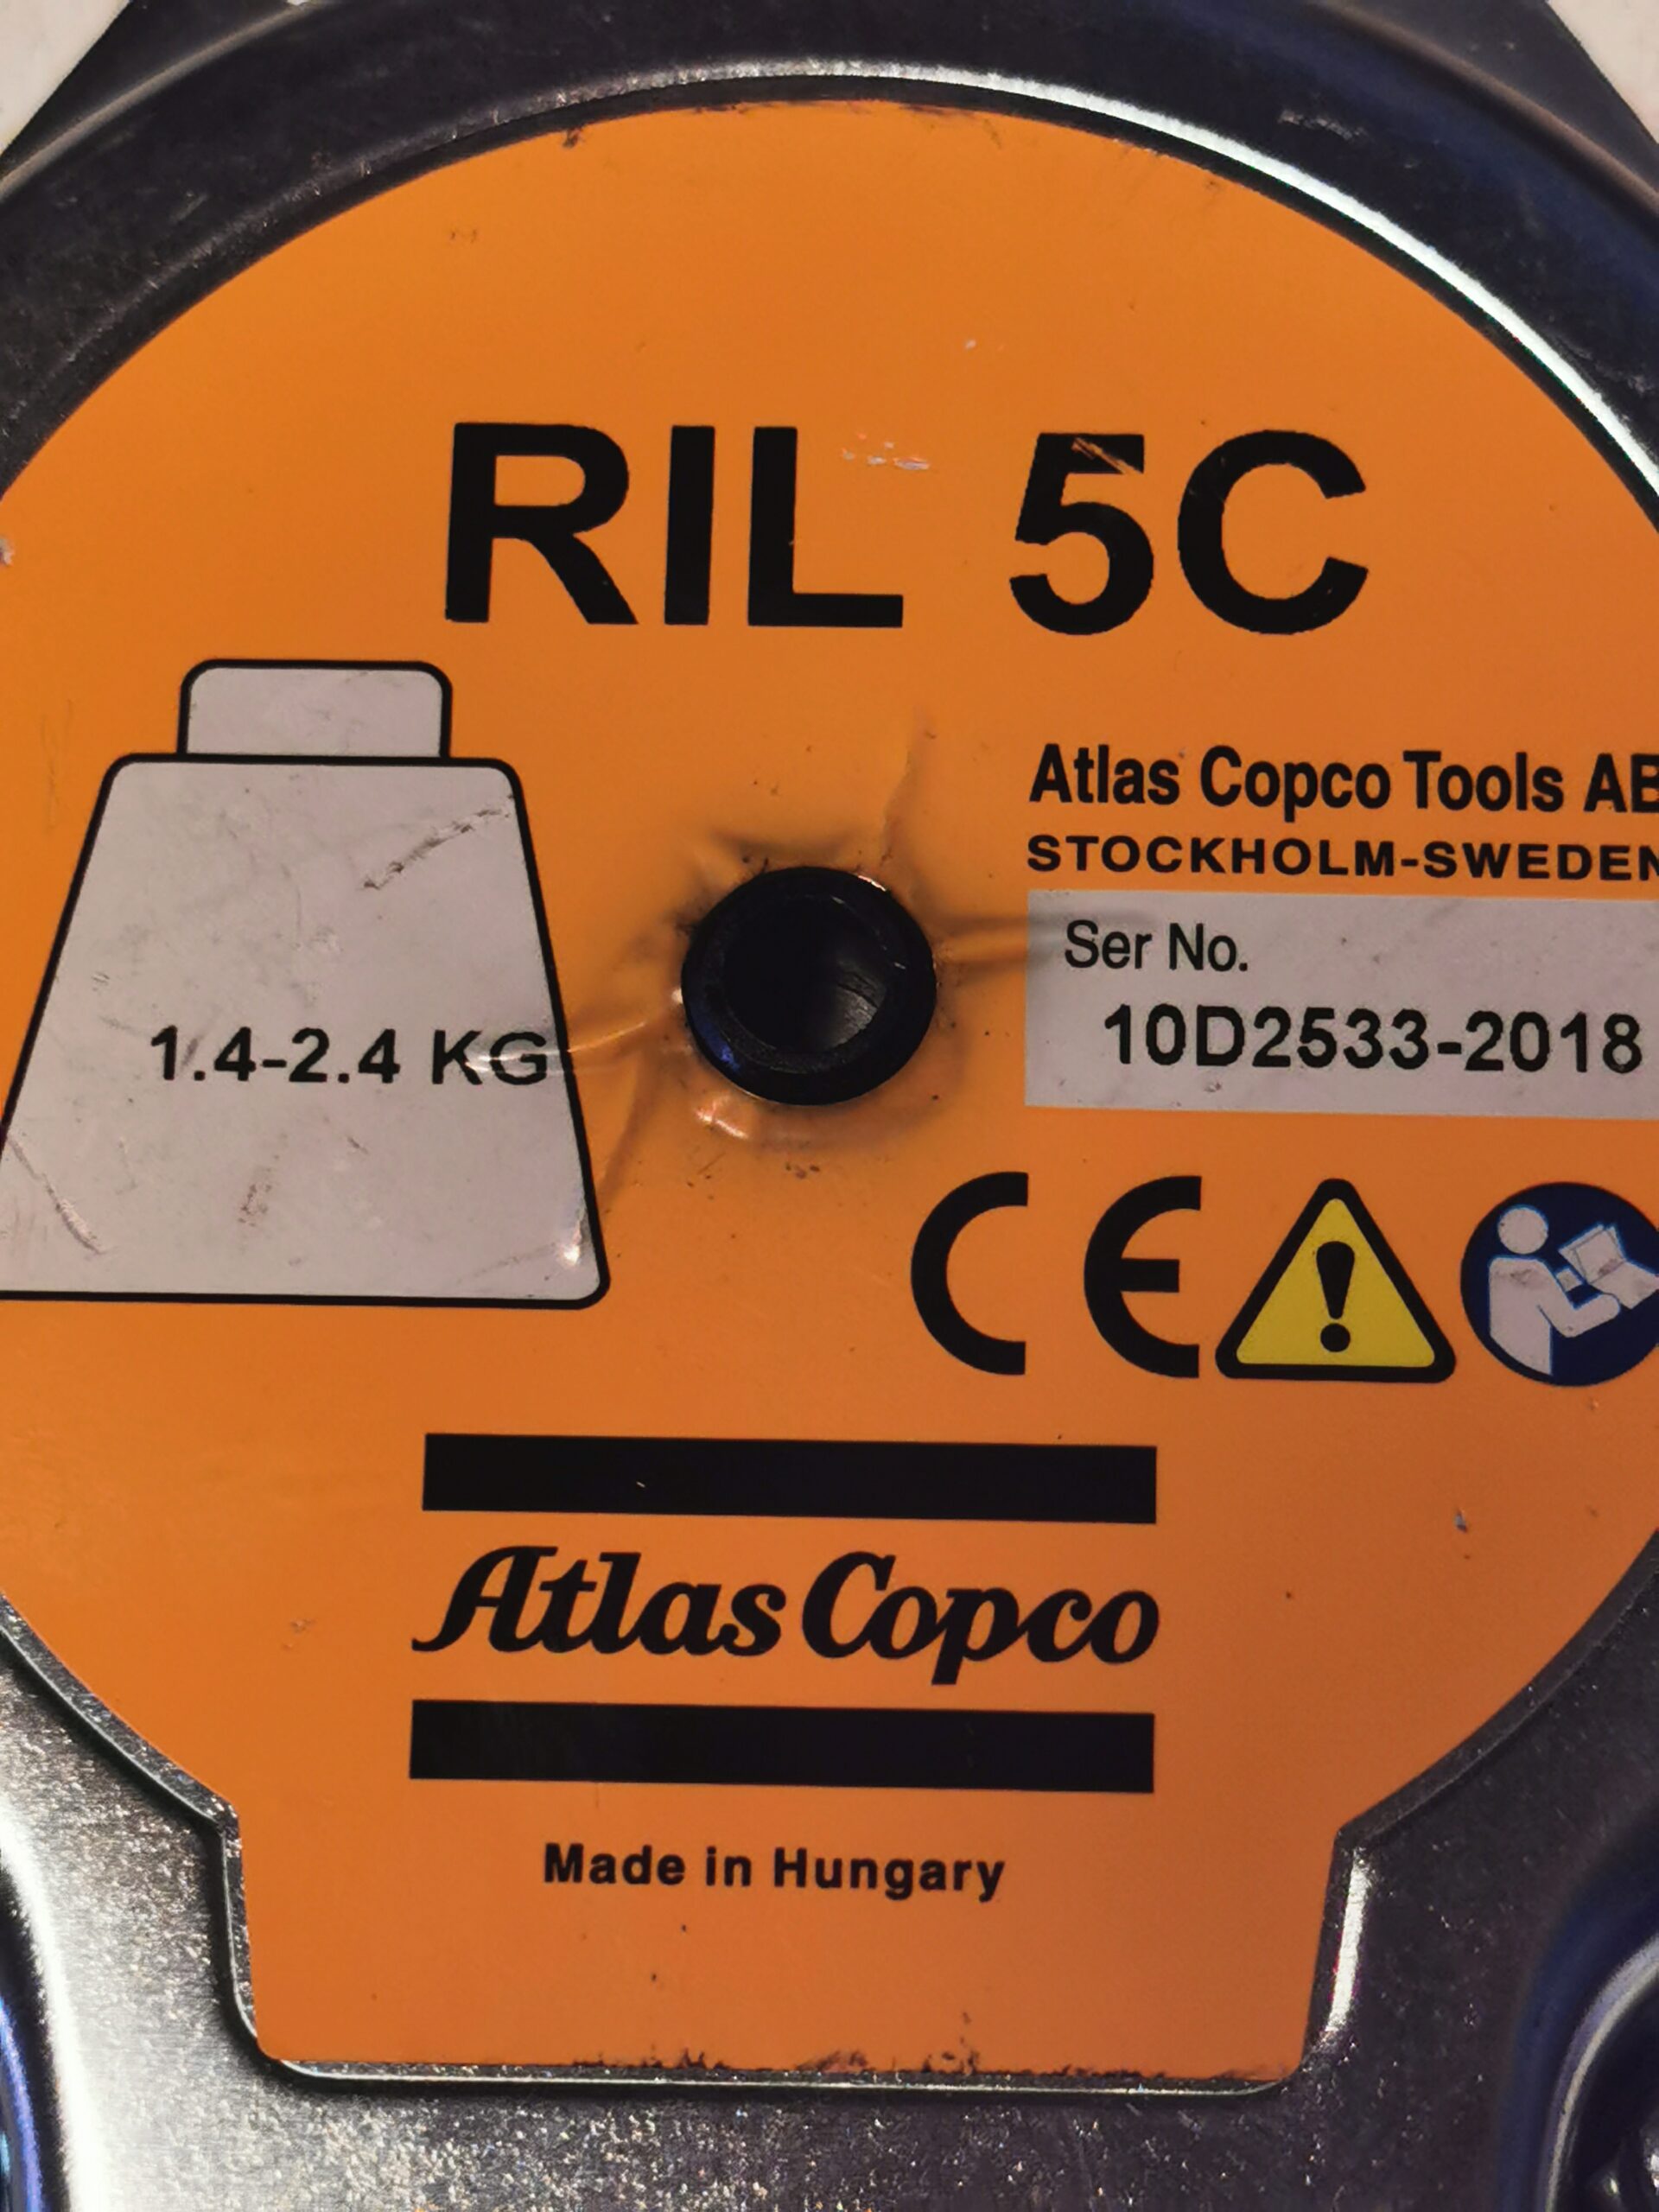 RIL 5C
Atlas Copco Tools AB
STOCKHOLM-SWEDEN
Ser No.
10D2533-2018
1.4-2.4 KG
CE
Atlas Copco
Made in Hungary